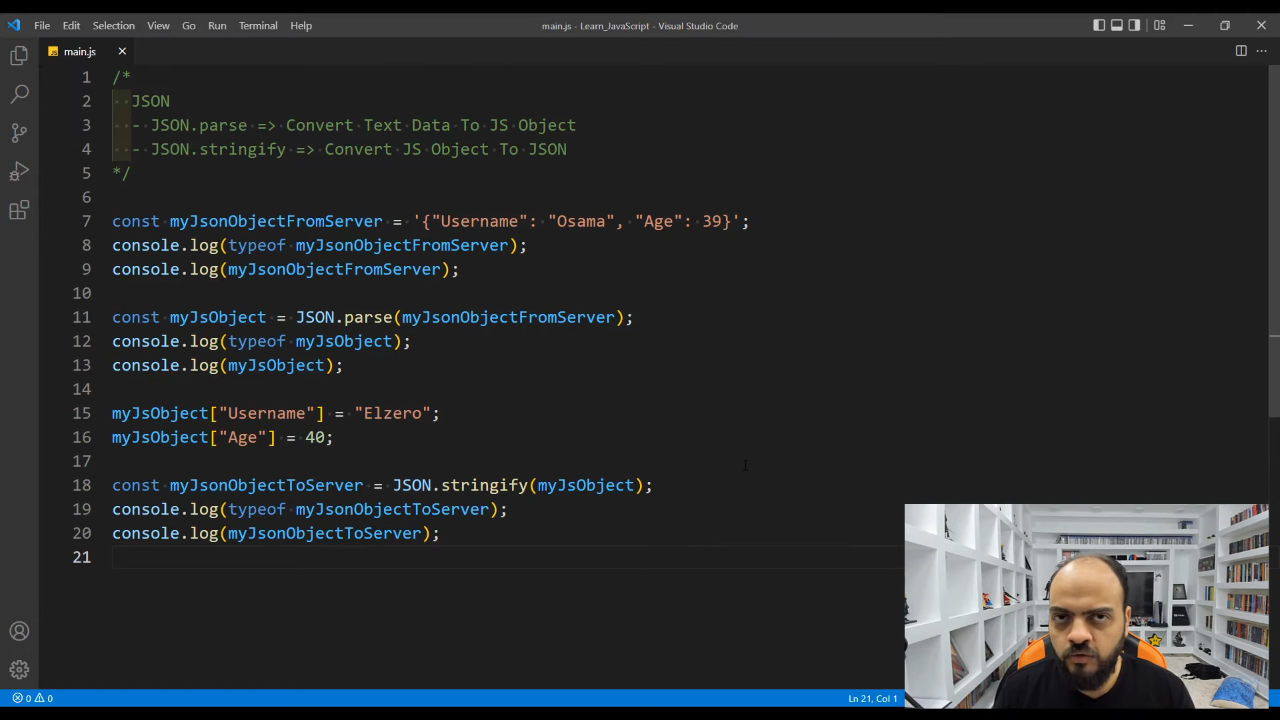 File Edit Selection View Go Run Terminal Help
main.js - Learn_JavaScript - Visual Studio Code
JS main.js
1 /*
2 JSON
3 - JSON.parse => Convert Text Data To JS Object
4 - JSON.stringify => Convert JS Object To JSON
5 */
6
7 const myJsonObjectFromServer = '{"Username": "Osama", "Age": 39}';
8 console.log(typeof myJsonObjectFromServer);
9 console.log(myJsonObjectFromServer);
10
11 const myJsObject = JSON.parse(myJsonObjectFromServer);
12 console.log(typeof myJsObject);
13 console.log(myJsObject);
14
15 myJsObject["Username"] = "Elzero";
16 myJsObject["Age"] = 40;
17
18 const myJsonObjectToServer = JSON.stringify(myJsObject);
19 console.log(typeof myJsonObjectToServer);
20 console.log(myJsonObjectToServer);
21
0 0
Ln 21, Col 1